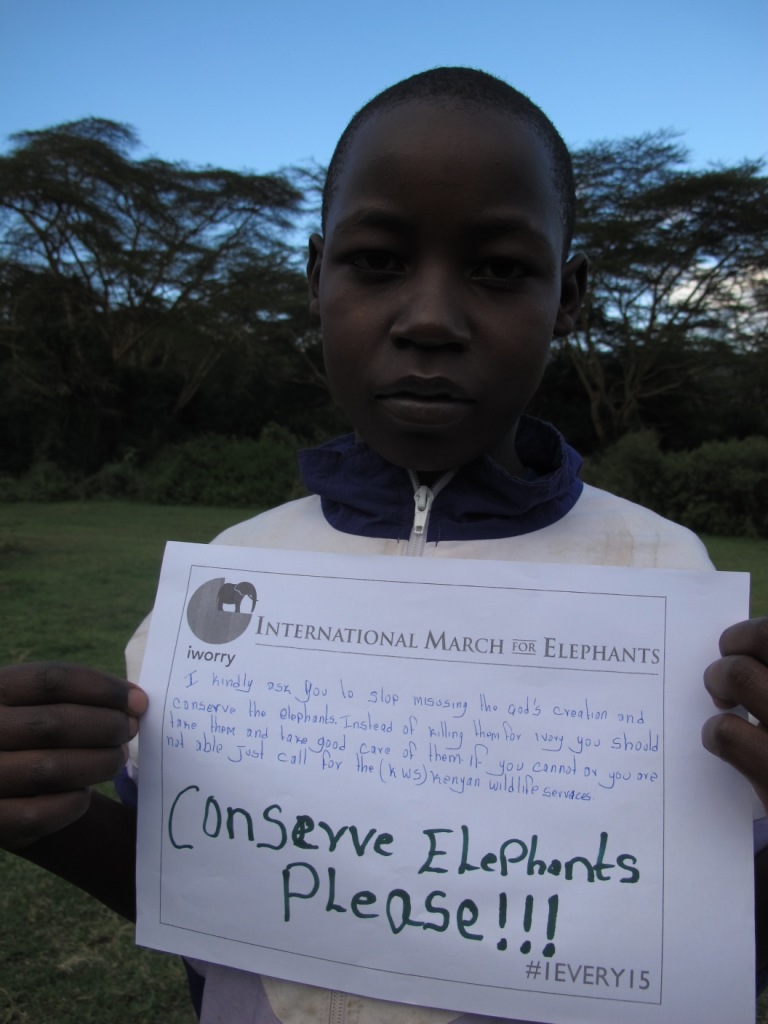 iworry
INTERNATIONAL MARCH FOR ELEPHANTS
I kindly ask you to stop misusing the God's creation and
conserve the elephants. Instead of killing them for ivory you should
take them and take good care of them if you cannot or you are
not able just call for the (KWS) Kenyan wildlife services
Conserve Elephants
Please!!!
#IEVERY15